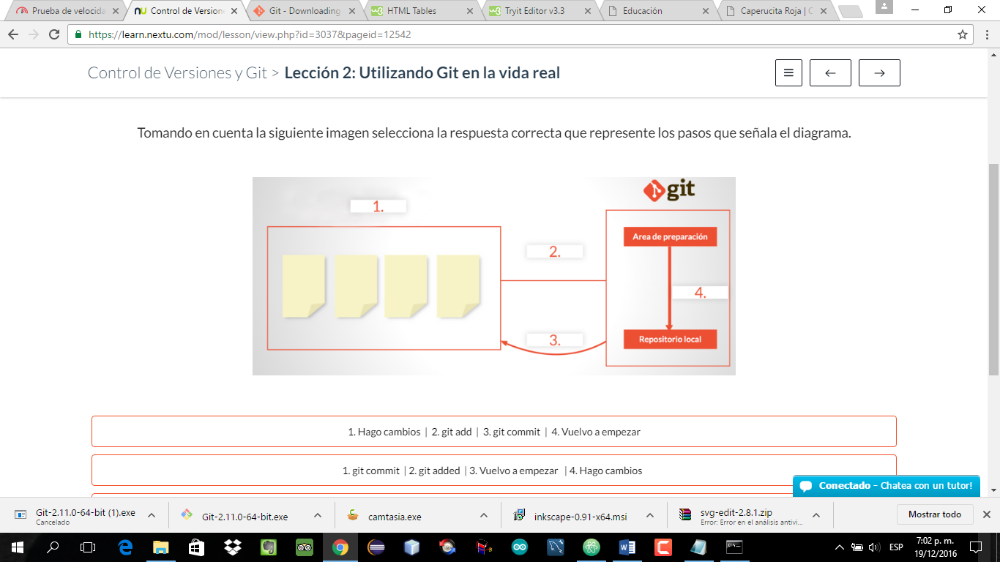 Prueba de velocida
Control de Version
Git - Downloading
HTML Tables
Tryit Editor v3.3
Educación
Caperucita Roja | C
https://learn.nextu.com/mod/lesson/view.php?id=3037&pageid=12542
Control de Versiones y Git > Lección 2: Utilizando Git en la vida real
Tomando en cuenta la siguiente imagen selecciona la respuesta correcta que represente los pasos que señala el diagrama.
git
1.
Area de preparación
2.
4.
3.
Repositorio local
1. Hago cambios | 2. git add | 3. git commit | 4. Vuelvo a empezar
1. git commit | 2. git added | 3. Vuelvo a empezar | 4. Hago cambios
Conectado - Chatea con un tutor!
Git-2.11.0-64-bit (1).exe
Cancelado
Git-2.11.0-64-bit.exe
camtasia.exe
inkscape-0.91-x64.msi
svg-edit-2.8.1.zip
Error: Error en el análisis antivi...
Mostrar todo
ESP
7:02 p. m.
19/12/2016